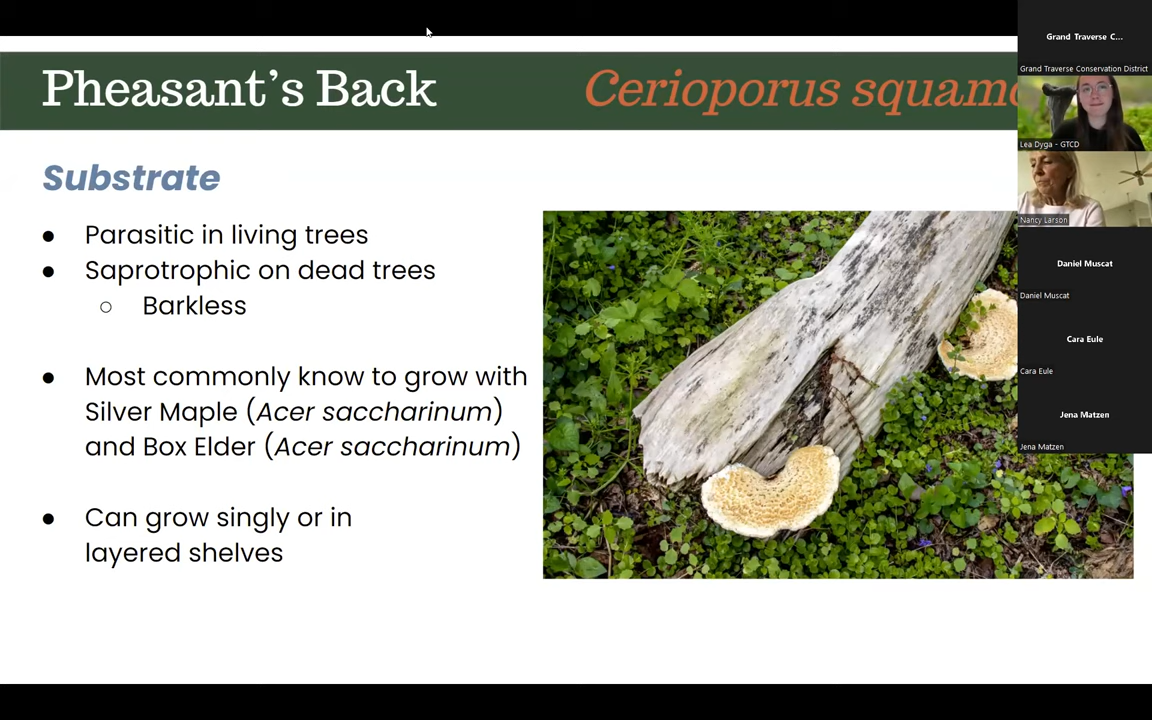 Pheasant's Back
Cerioporus squam
Substrate
● Parasitic in living trees
● Saprotrophic on dead trees
○ Barkless
● Most commonly know to grow with
Silver Maple (Acer saccharinum)
and Box Elder (Acer saccharinum)
● Can grow singly or in
layered shelves
Grand Traverse C...
Grand Traverse Conservation District
Lea Dyga - GTCD
Nancy Larson
Daniel Muscat
Daniel Muscat
Cara Eule
Cara Eule
Jena Matzen
Jena Matzen